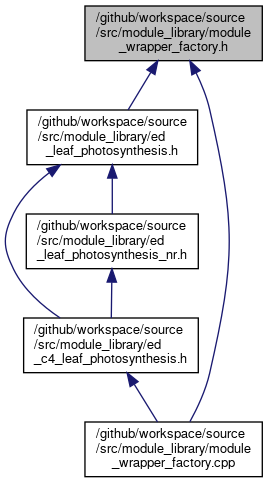 /github/workspace/source
/src/module_library/module
_wrapper_factory.h
/github/workspace/source
/src/module_library/ed
_leaf_photosynthesis.h
/github/workspace/source
/src/module_library/ed
_leaf_photosynthesis_nr.h
/github/workspace/source
/src/module_library/ed
_c4_leaf_photosynthesis.h
/github/workspace/source
/src/module_library/module
_wrapper_factory.cpp